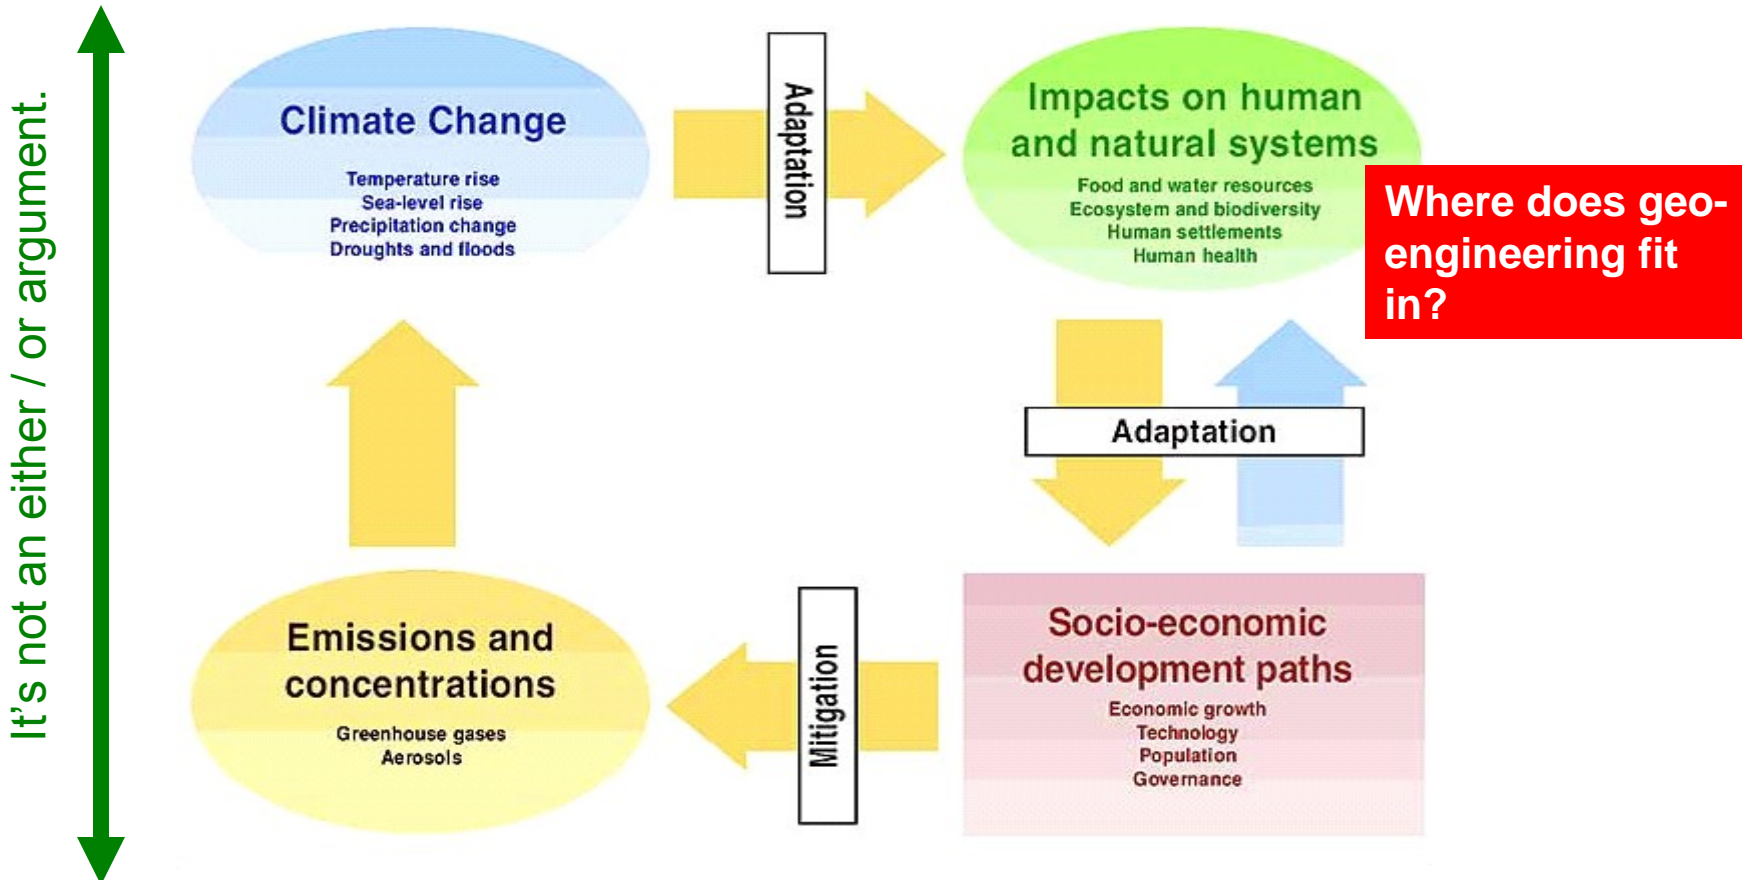 It's not an either / or argument.
Climate Change
Temperature rise
Sea-level rise
Precipitation change
Droughts and floods
Adaptation
Impacts on human
and natural systems
Food and water resources
Ecosystem and biodiversity
Human settlements
Human health
Where does geo-
engineering fit
in?
Adaptation
Emissions and
concentrations
Greenhouse gases
Aerosols
Mitigation
Socio-economic
development paths
Economic growth
Technology
Population
Governance